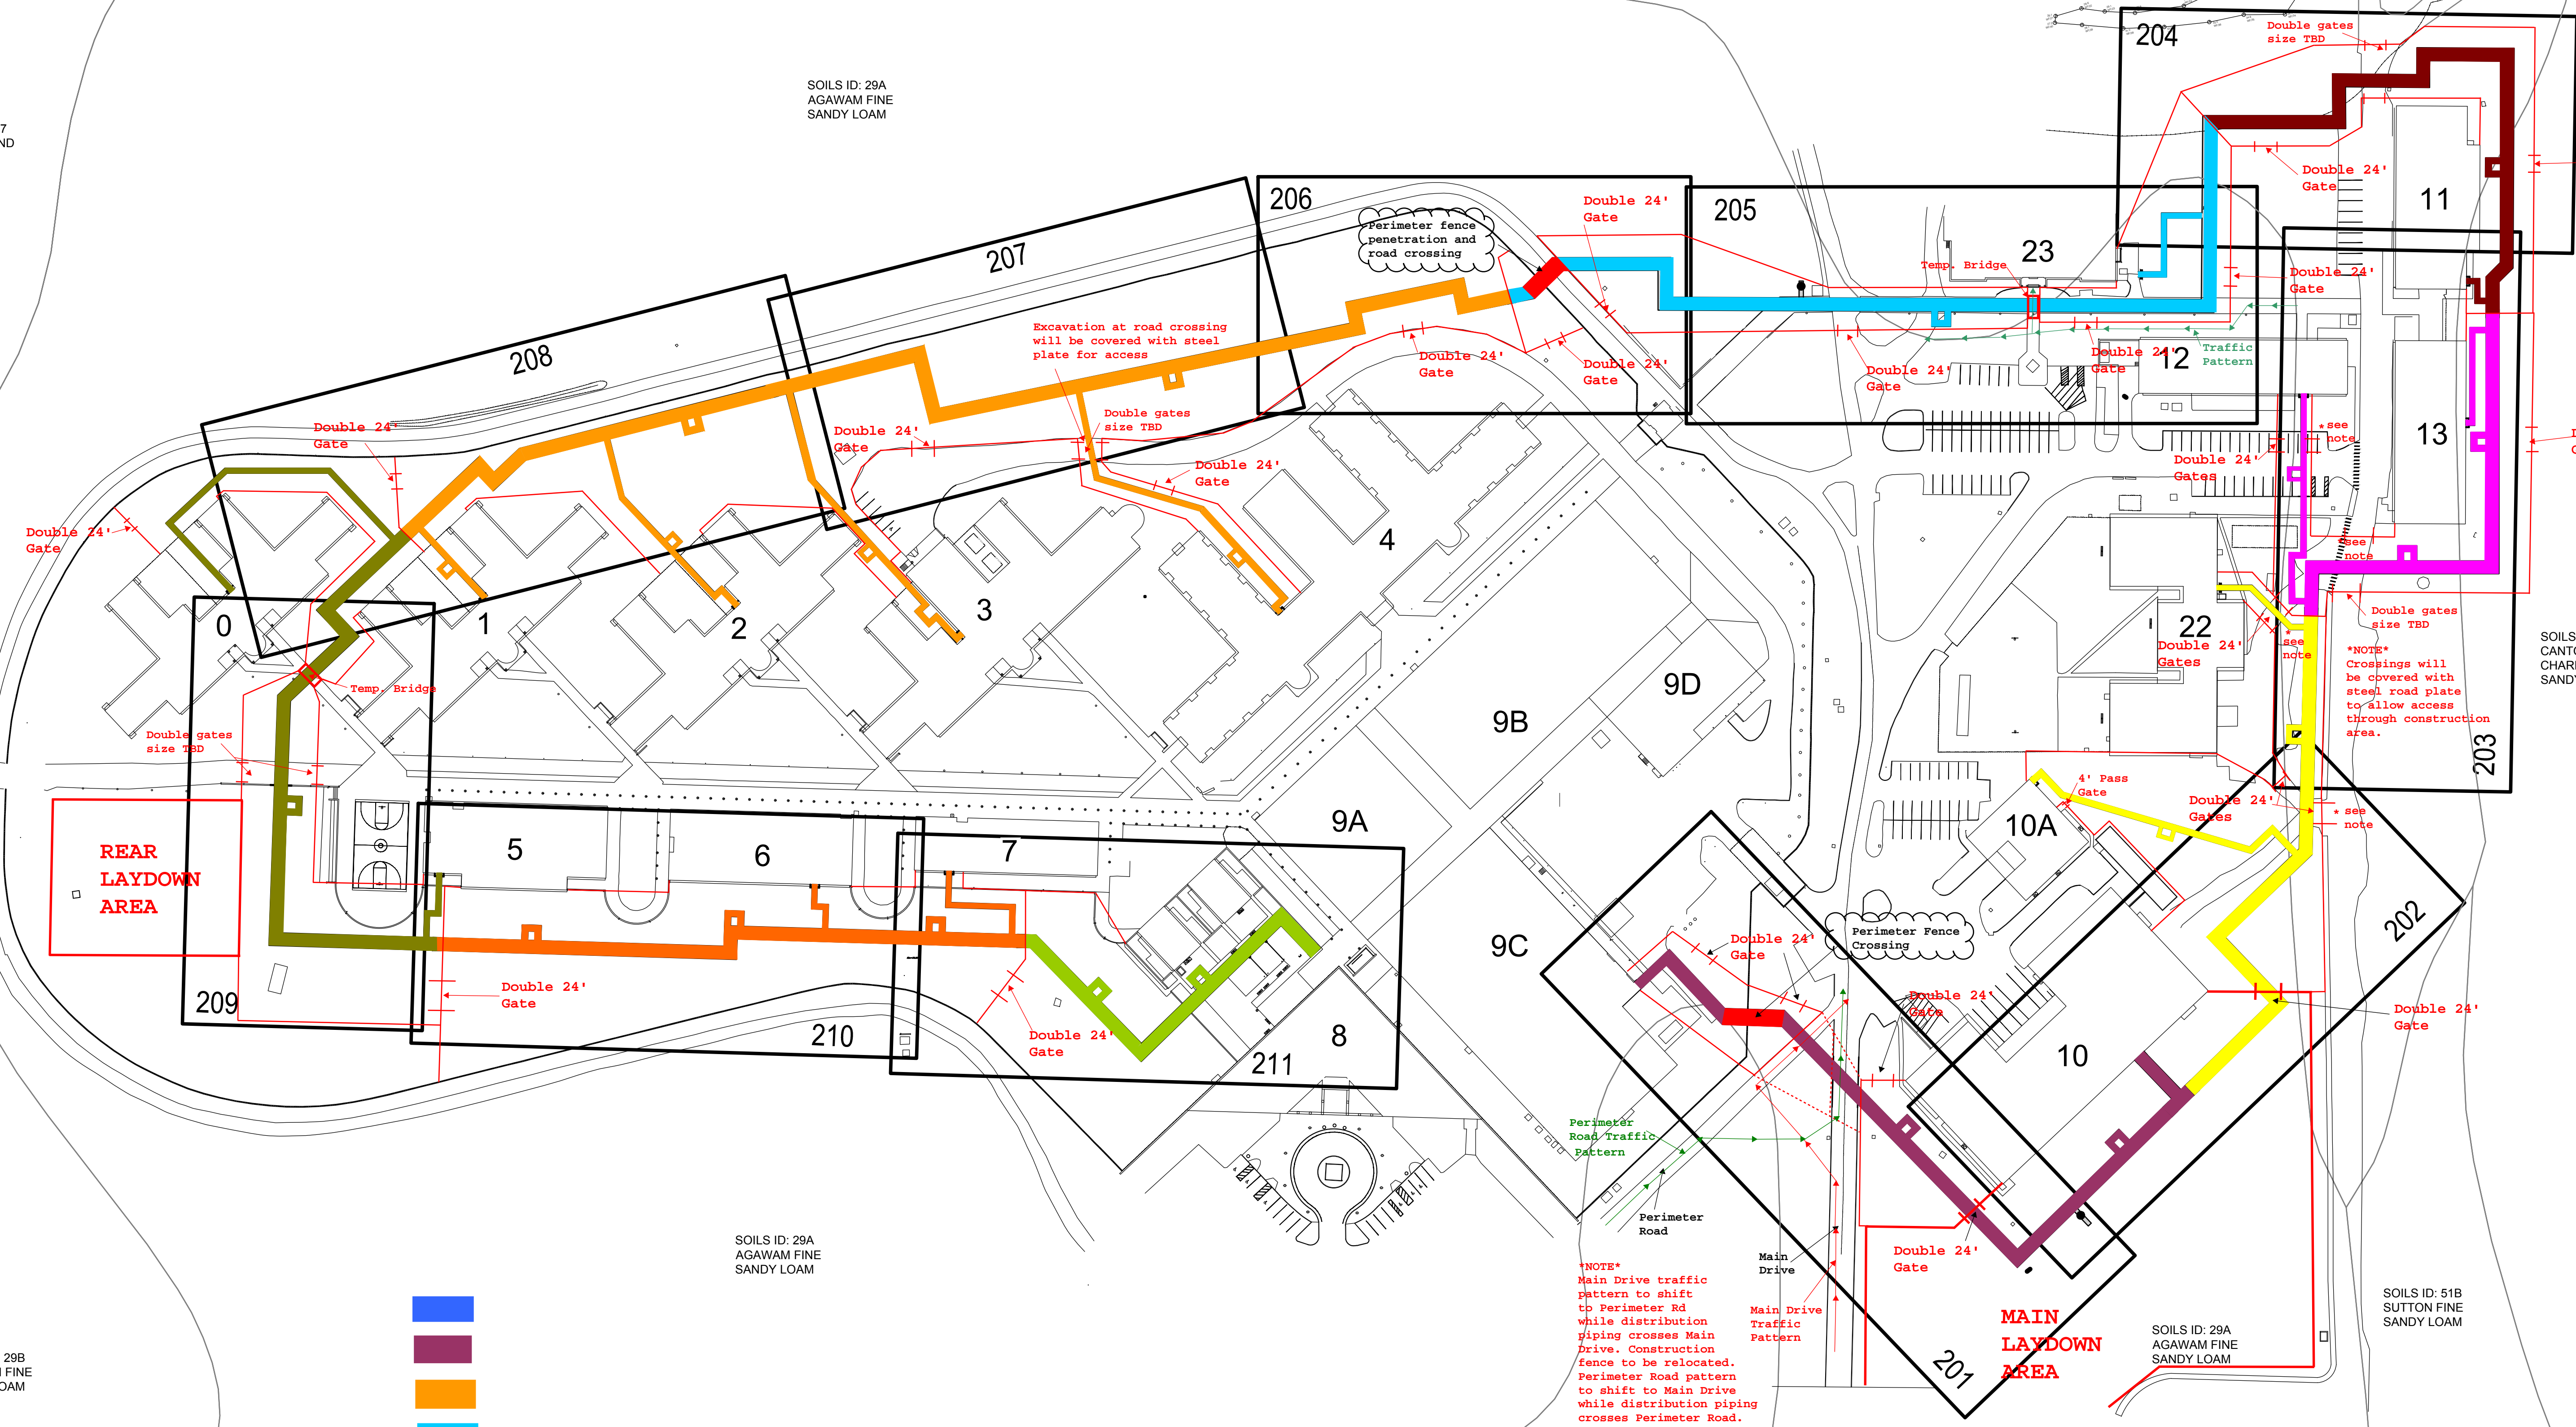 204
Double gates
size TBD
SOILS ID: 29A
AGAWAM FINE
SANDY LOAM
7
ND
206
Double 24'
Gate
205
Perimeter fence
penetration and
road crossing
Double 24'
Gate
11
207
23
Temp. Bridge
Double 24'
Gate
208
Excavation at road crossing
will be covered with steel
plate for access
Double 24'
Gate
Double 24'
Gate
Double 24'
Gate
Double 24'
Gate
12
Traffic
Pattern
Double 24'
Gate
Double 24'
Gate
Double gates
size TBD
*see
note
13
D
G
Double 24'
Gate
Double 24'
Gates
Double 24'
Gate
4
*see
note
0
1
2
3
22
Double 24'
Gates
*
see
note
Double gates
size TBD
*NOTE*
Crossings will
be covered with
steel road plate
to allow access
through construction
area.
SOILS
CANTO
CHARL
SANDY
Temp. Bridge
9D
9B
Double gates
size TBD
203
4' Pass
Gate
Double 24'
Gates
* see
note
REAR
LAYDOWN
AREA
5
6
7
9A
10A
202
9C
Double 24'
Gate
Perimeter Fence
Crossing
209
Double 24'
Gate
210
Double 24'
Gate
8
211
Double 24'
Gate
10
Double 24'
Gate
Perimeter
Road Traffic
Pattern
Perimeter
Road
Main
Drive
Double 24'
Gate
SOILS ID: 29A
AGAWAM FINE
SANDY LOAM
*NOTE*
Main Drive traffic
pattern to shift
to Perimeter Rd
while distribution
piping crosses Main
Drive. Construction
fence to be relocated.
Perimeter Road pattern
to shift to Main Drive
while distribution piping
crosses Perimeter Road.
Main Drive
Traffic
Pattern
201
MAIN
LAYDOWN
AREA
SOILS ID: 29A
AGAWAM FINE
SANDY LOAM
SOILS ID: 51B
SUTTON FINE
SANDY LOAM
29B
FINE
OAM